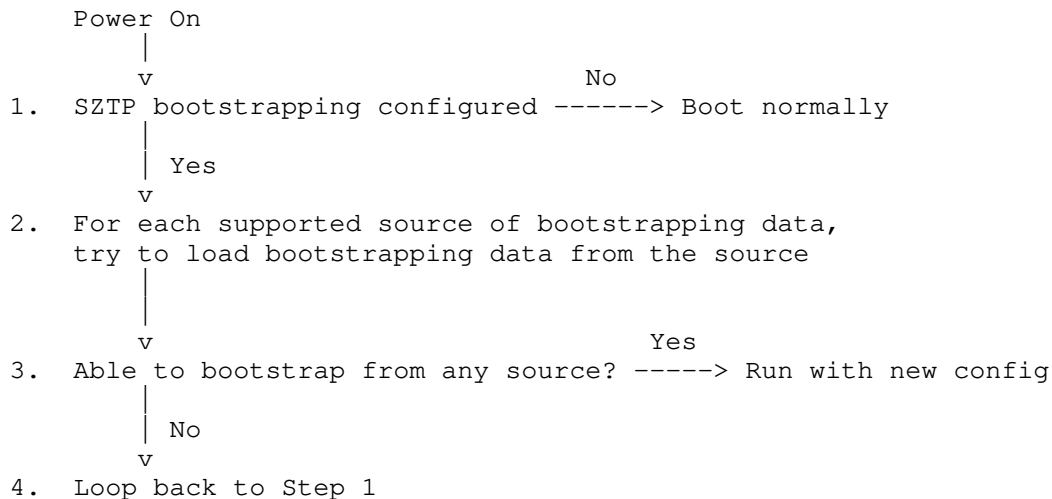 Power On
|
v No
1. SZTP bootstrapping configured ------> Boot normally
|
| Yes
v
2. For each supported source of bootstrapping data,
try to load bootstrapping data from the source
|
|
v Yes
3. Able to bootstrap from any source? -----> Run with new config
|
| No
v
4. Loop back to Step 1